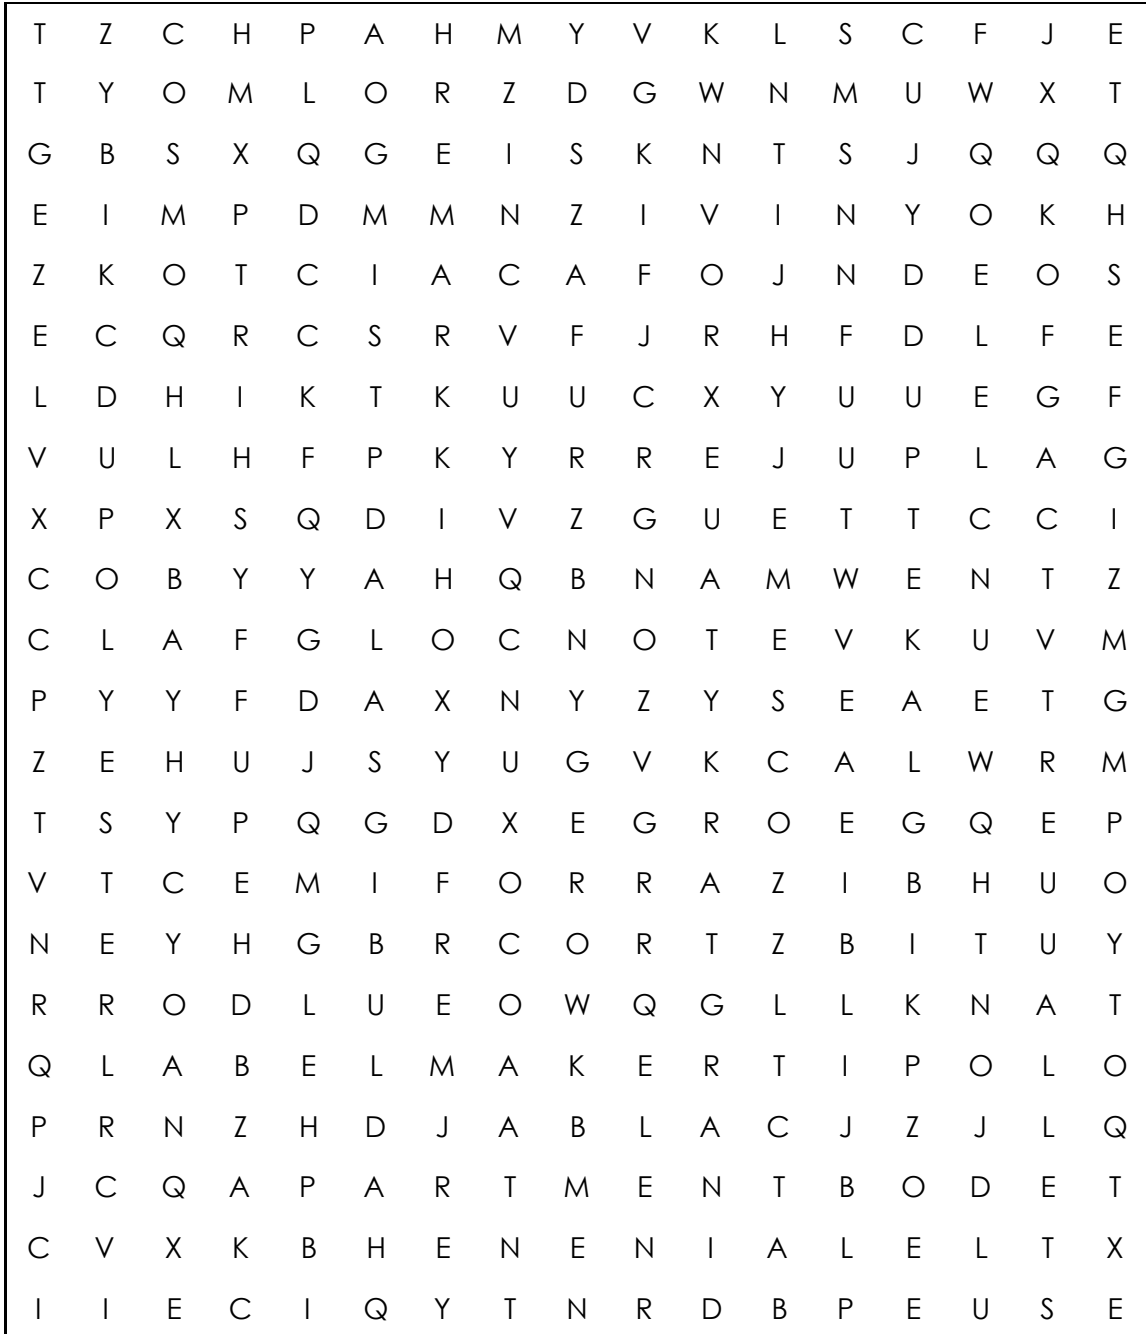 T Z C H P A H M Y V K L S C F J E
T Y O M L O R Z D G W N M U W X T
G B S X Q G E I S K N T S J Q Q Q
E I M P D M M N Z I V I N Y O K H
Z K O T C I A C A F O J N D E O S
E C Q R C S R V F J R H F D L F E
L D H I K T K U U C X Y U U E G F
V U L H F P K Y R R E J U P L A G
X P X S Q D I V Z G U E T T C C I
C O B Y Y A H Q B N A M W E N T Z
C L A F G L O C N O T E V K U V M
P Y Y F D A X N Y Z Y S E A E T G
Z E H U J S Y U G V K C A L W R M
T S Y P Q G D X E G R O E G Q E P
V T C E M I F O R R A Z I B H U O
N E Y H G B R C O R T Z B I T U Y
R R O D L U E O W Q G L L K N A T
Q L A B E L M A K E R T I P O L O
P R N Z H D J A B L A C J Z J L Q
J C Q A P A R T M E N T B O D E T
C V X K B H E N E N I A L E L T X
I I E C I Q Y T N R D B P E U S E